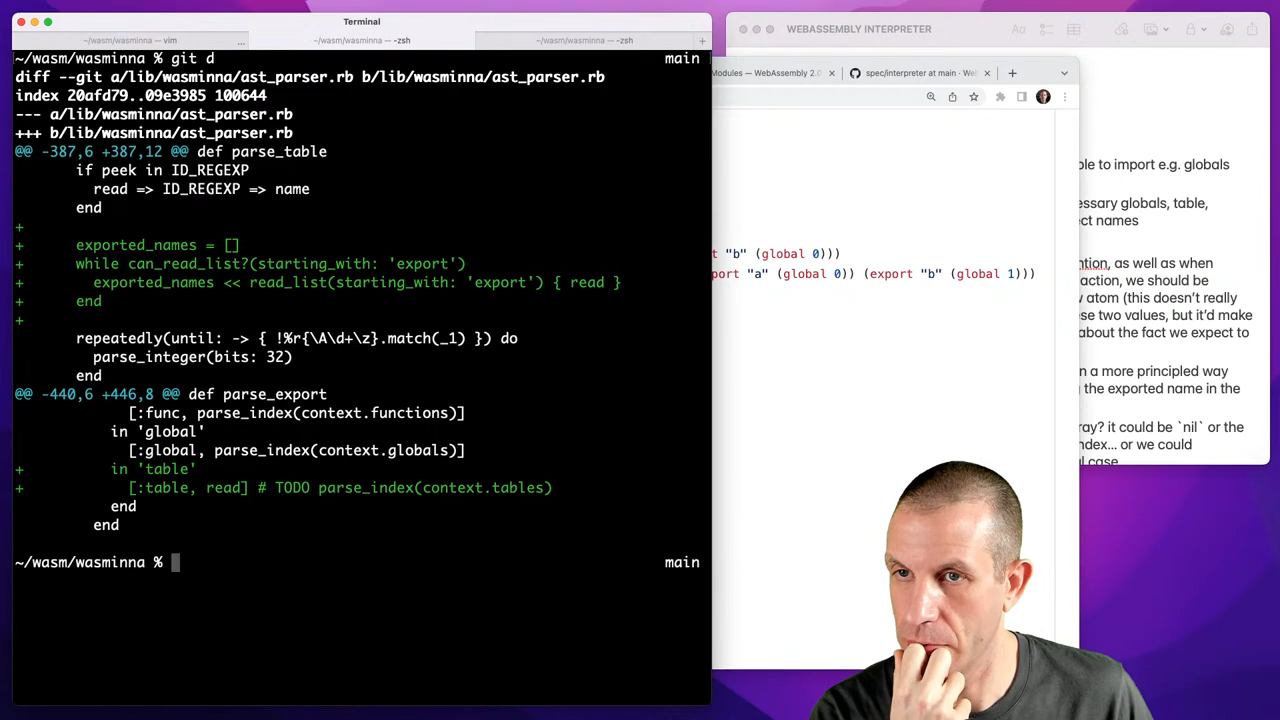 Terminal
~/wasm/wasminna — vim
...
~/wasm/wasminna — -zsh
~/wasm/wasminna — -zsh
+
~/wasm/wasminna % git d
main
diff --git a/lib/wasminna/ast_parser.rb b/lib/wasminna/ast_parser.rb
index 20afd79..09e3985 100644
--- a/lib/wasminna/ast_parser.rb
+++ b/lib/wasminna/ast_parser.rb
@@ -387,6 +387,12 @@ def parse_table
if peek in ID_REGEXP
read => ID_REGEXP => name
end
+
+ exported_names = []
+ while can_read_list?(starting_with: 'export')
+ exported_names << read_list(starting_with: 'export') { read }
+ end
+
repeatedly(until: -> { !%r{\A\d+\z}.match(_1) }) do
parse_integer(bits: 32)
end
@@ -440,6 +446,8 @@ def parse_export
[:func, parse_index(context.functions)]
in 'global'
[:global, parse_index(context.globals)]
+ in 'table'
+ [:table, read] # TODO parse_index(context.tables)
end
end
~/wasm/wasminna %
main
WEBASSEMBLY INTERPRETER
Aa
Modules — WebAssembly 2.0
spec/interpreter at main · We
t "b" (global 0)))
port "a" (global 0)) (export "b" (global 1)))
ble to import e.g. globals
essary globals, table,
ect names
ntion, as well as when
action, we should be
w atom (this doesn't really
se two values, but it'd make
about the fact we expect to
n a more principled way
g the exported name in the
ray? it could be `nil` or the
ndex... or we could
al case